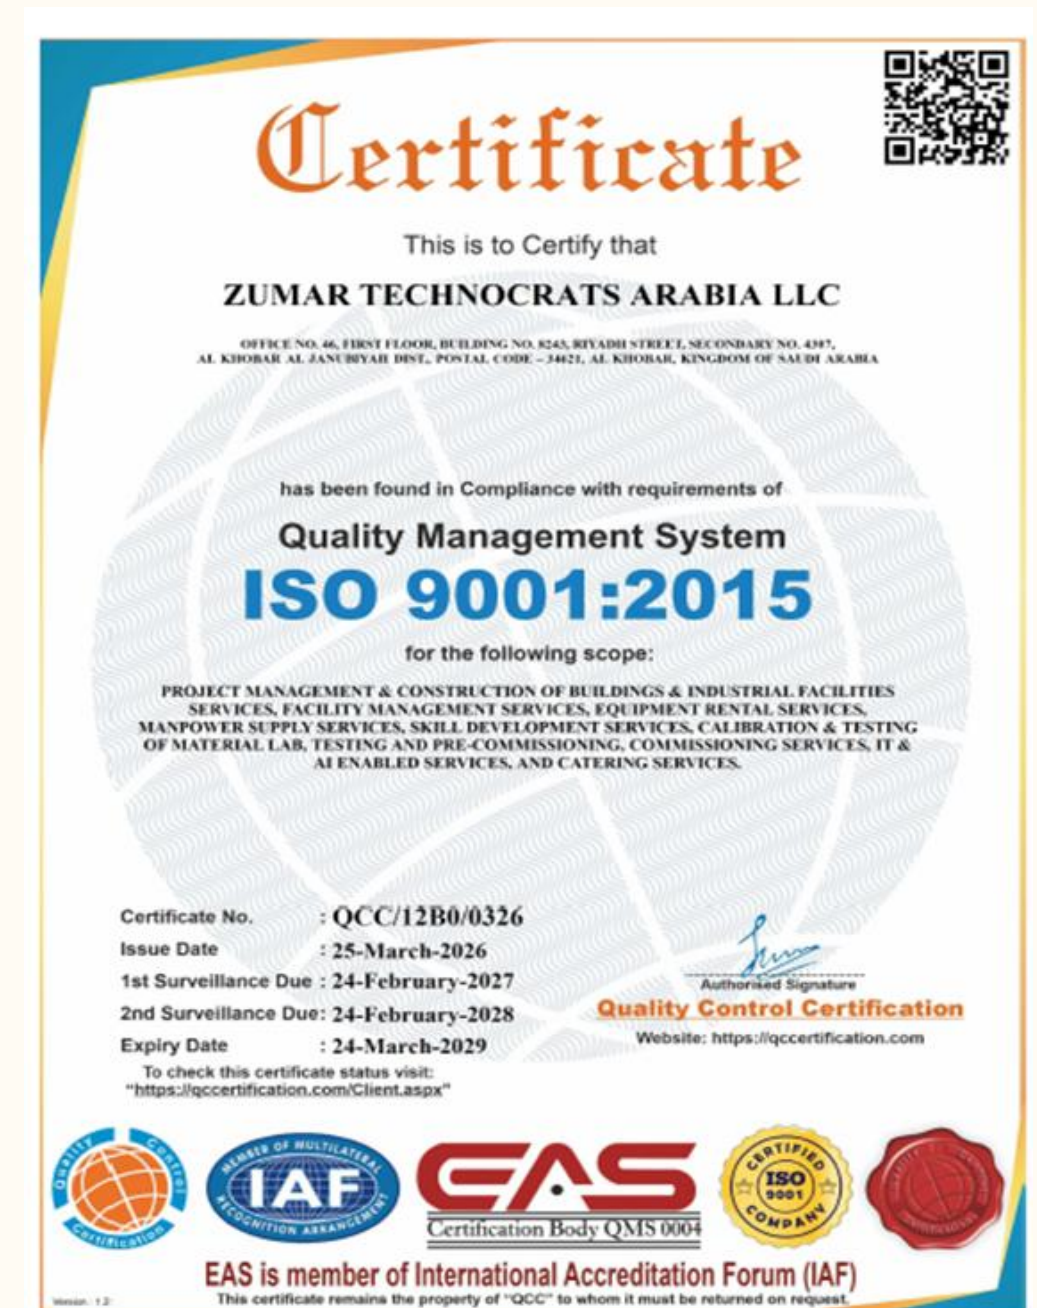 Certificate
This is to Certify that
ZUMAR TECHNOCRATS ARABIA LLC
OFFICE NO. 46, FIRST FLOOR, BUILDING NO. 8243, RIYADH STREET, SECONDARY NO. 4397,
AL KHOBAR AL JANUBIYAH DIST., POSTAL CODE – 34621, AL KHOBAR, KINGDOM OF SAUDI ARABIA
has been found in Compliance with requirements of
Quality Management System
ISO 9001:2015
for the following scope:
PROJECT MANAGEMENT & CONSTRUCTION OF BUILDINGS & INDUSTRIAL FACILITIES
SERVICES, FACILITY MANAGEMENT SERVICES, EQUIPMENT RENTAL SERVICES,
MANPOWER SUPPLY SERVICES, SKILL DEVELOPMENT SERVICES, CALIBRATION & TESTING
OF MATERIAL LAB, TESTING AND PRE-COMMISSIONING, COMMISSIONING SERVICES, IT &
AI ENABLED SERVICES, AND CATERING SERVICES.
Certificate No. : QCC/12B0/0326
Issue Date : 25-March-2026
1st Surveillance Due : 24-February-2027
2nd Surveillance Due: 24-February-2028
Expiry Date : 24-March-2029
To check this certificate status visit:
"https://qccertification.com/Client.aspx"
Authorised Signature
Quality Control Certification
Website: https://qccertification.com
Quality Control Certification
MEMBER OF MULTILATERAL
IAF
RECOGNITION ARRANGEMENT
EAS
Certification Body QMS 0004
CERTIFIED
ISO
9001
COMPANY
EAS is member of International Accreditation Forum (IAF)
This certificate remains the property of "QCC" to whom it must be returned on request.
Version : 1.2